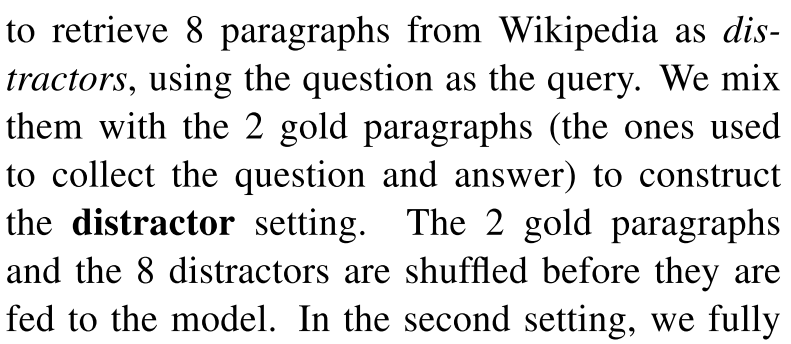 to retrieve 8 paragraphs from Wikipedia as dis-
tractors, using the question as the query. We mix
them with the 2 gold paragraphs (the ones used
to collect the question and answer) to construct
the distractor setting. The 2 gold paragraphs
and the 8 distractors are shuffled before they are
fed to the model. In the second setting, we fully